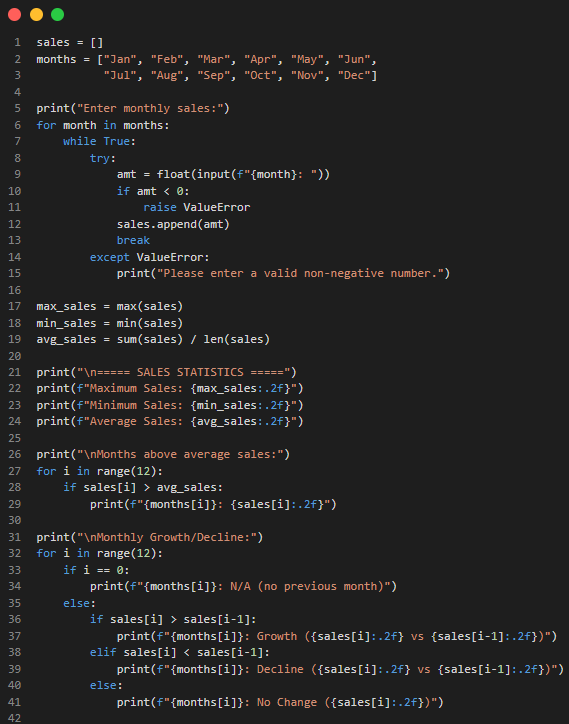 1 sales = []
2 months = ["Jan", "Feb", "Mar", "Apr", "May", "Jun",
3           "Jul", "Aug", "Sep", "Oct", "Nov", "Dec"]
4
5 print("Enter monthly sales:")
6 for month in months:
7     while True:
8         try:
9             amt = float(input(f"{month}: "))
10             if amt < 0:
11                 raise ValueError
12             sales.append(amt)
13             break
14         except ValueError:
15             print("Please enter a valid non-negative number.")
16
17 max_sales = max(sales)
18 min_sales = min(sales)
19 avg_sales = sum(sales) / len(sales)
20
21 print("\n===== SALES STATISTICS =====")
22 print(f"Maximum Sales: {max_sales:.2f}")
23 print(f"Minimum Sales: {min_sales:.2f}")
24 print(f"Average Sales: {avg_sales:.2f}")
25
26 print("\nMonths above average sales:")
27 for i in range(12):
28     if sales[i] > avg_sales:
29         print(f"{months[i]}: {sales[i]:.2f}")
30
31 print("\nMonthly Growth/Decline:")
32 for i in range(12):
33     if i == 0:
34         print(f"{months[i]}: N/A (no previous month)")
35     else:
36         if sales[i] > sales[i-1]:
37             print(f"{months[i]}: Growth ({sales[i]:.2f} vs {sales[i-1]:.2f})")
38         elif sales[i] < sales[i-1]:
39             print(f"{months[i]}: Decline ({sales[i]:.2f} vs {sales[i-1]:.2f})")
40         else:
41             print(f"{months[i]}: No Change ({sales[i]:.2f})")
42